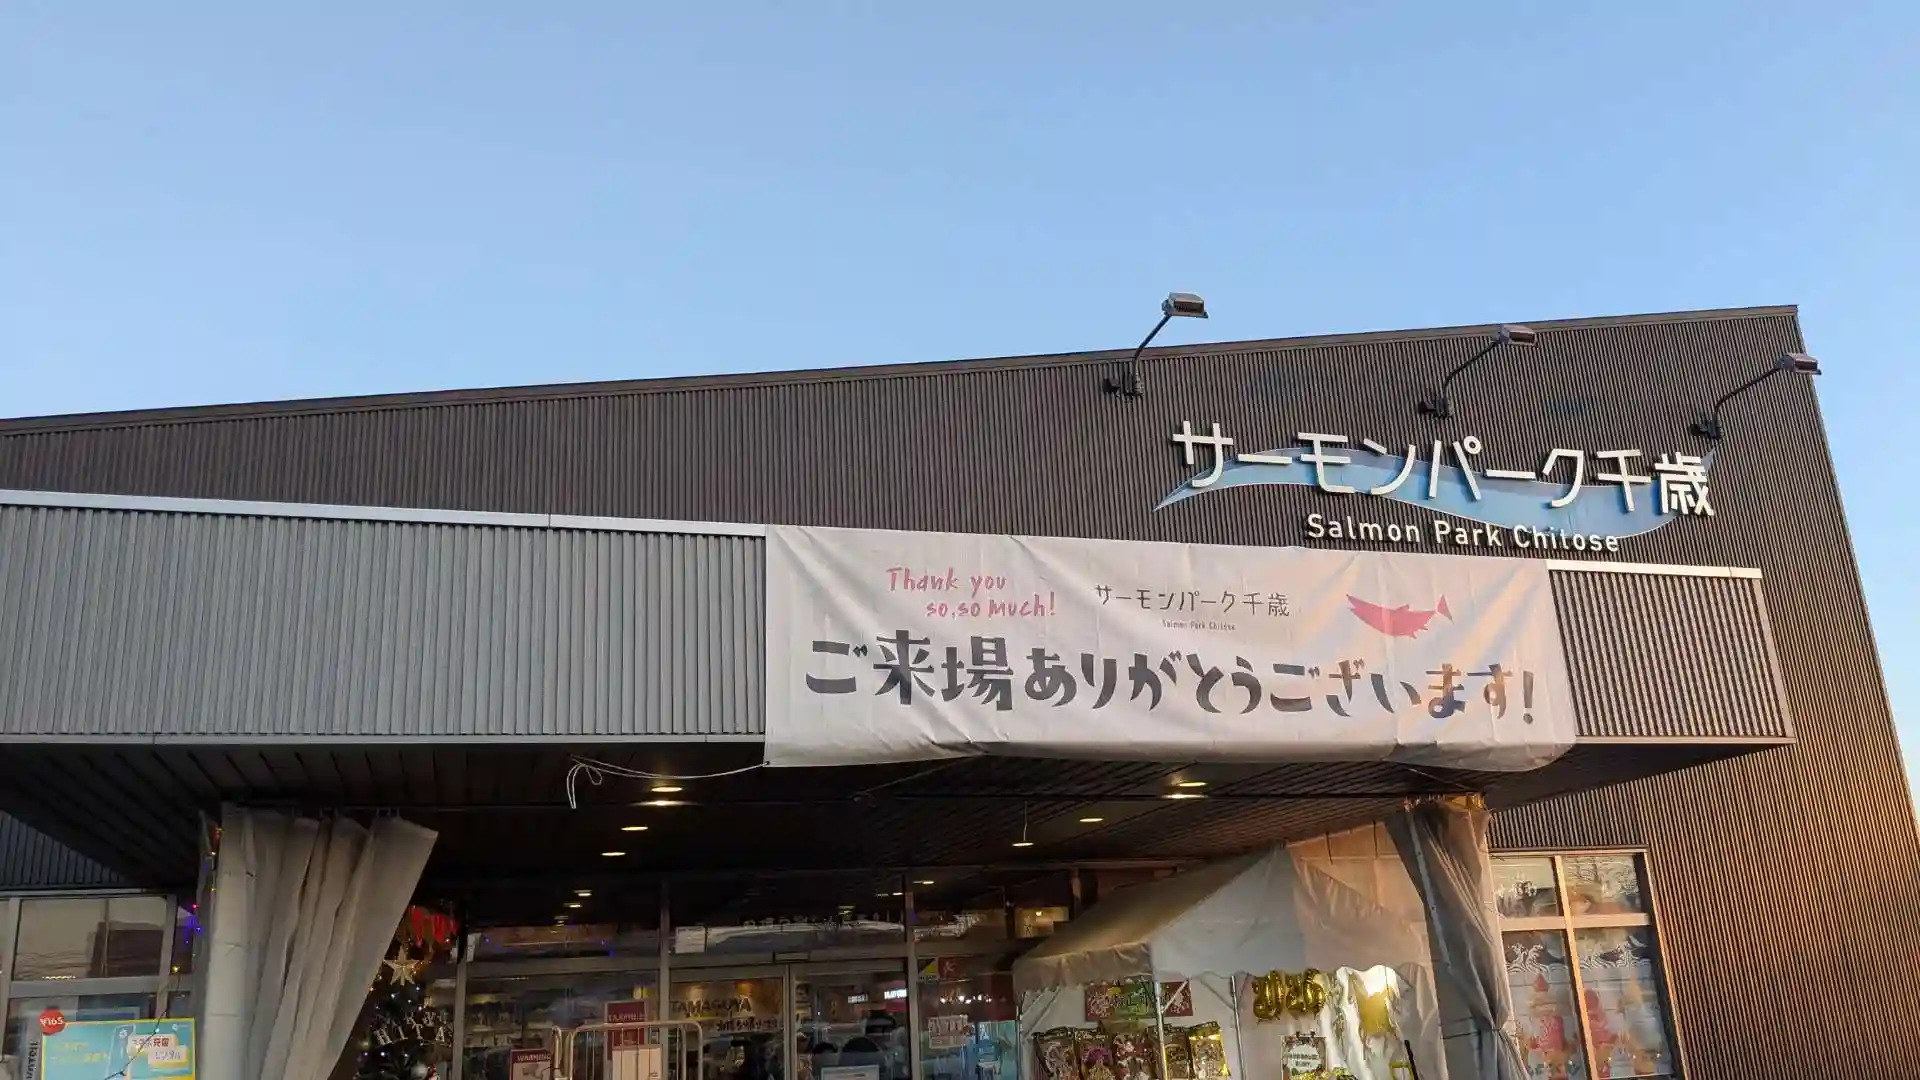 サーモンパーク千歳
Salmon Park Chitose
Thank you
so,so much!
サーモンパーク千歳
Salmon Park Chitose
ご来場ありがとうございます!
TAMAGUYA
2026
¥165